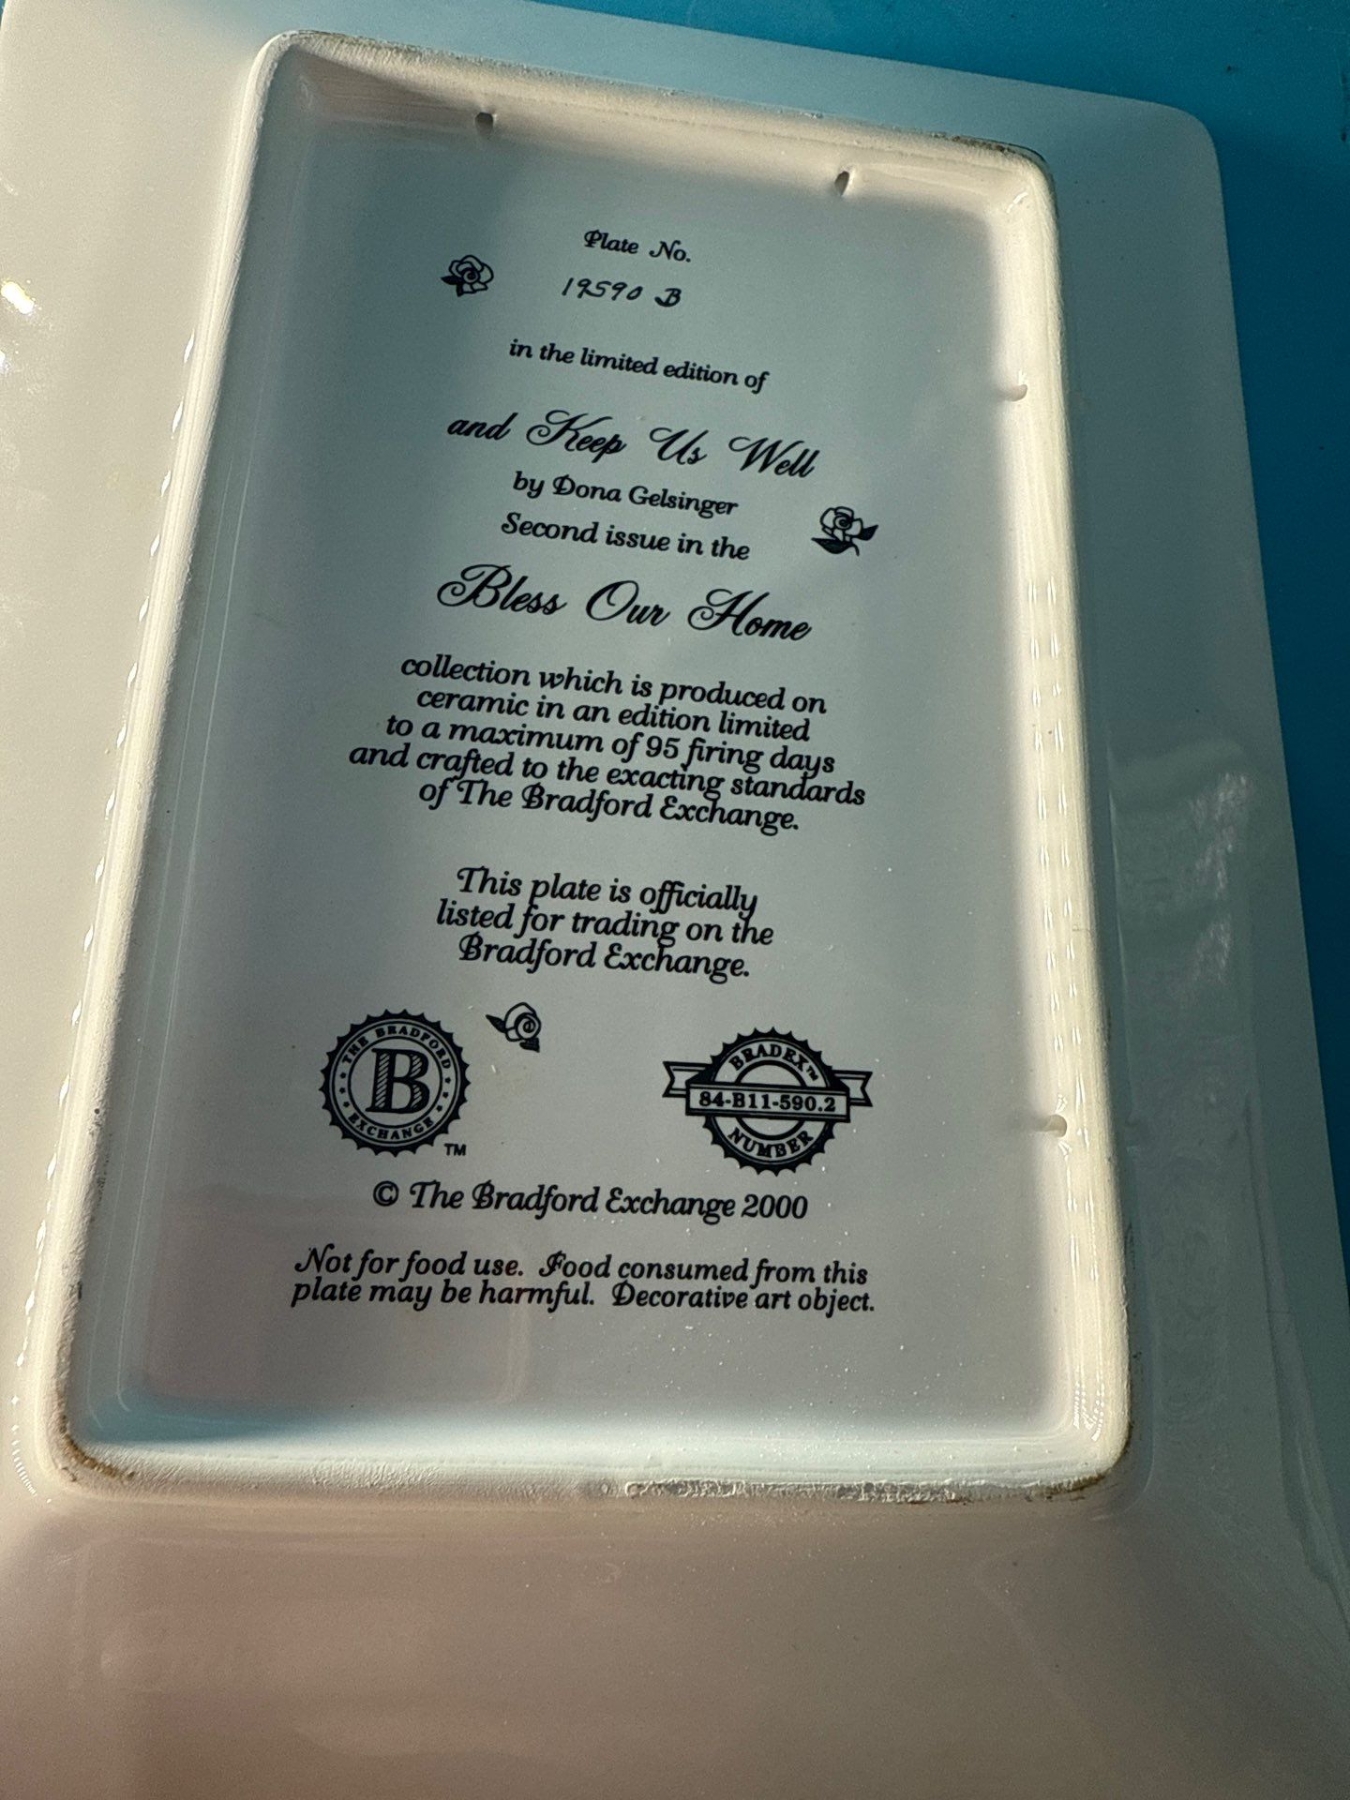 Plate No.
19590 B
in the limited edition of
and Keep Us Well
by Dona Gelsinger
Second issue in the
Bless Our Home
collection which is produced on
ceramic in an edition limited
to a maximum of 95 firing days
and crafted to the exacting standards
of The Bradford Exchange.
This plate is officially
listed for trading on the
Bradford Exchange.
THE BRADFORD
B
EXCHANGE
TM
BRADEX™
84-B11-590.2
NUMBER
© The Bradford Exchange 2000
Not for food use. Food consumed from this
plate may be harmful. Decorative art object.